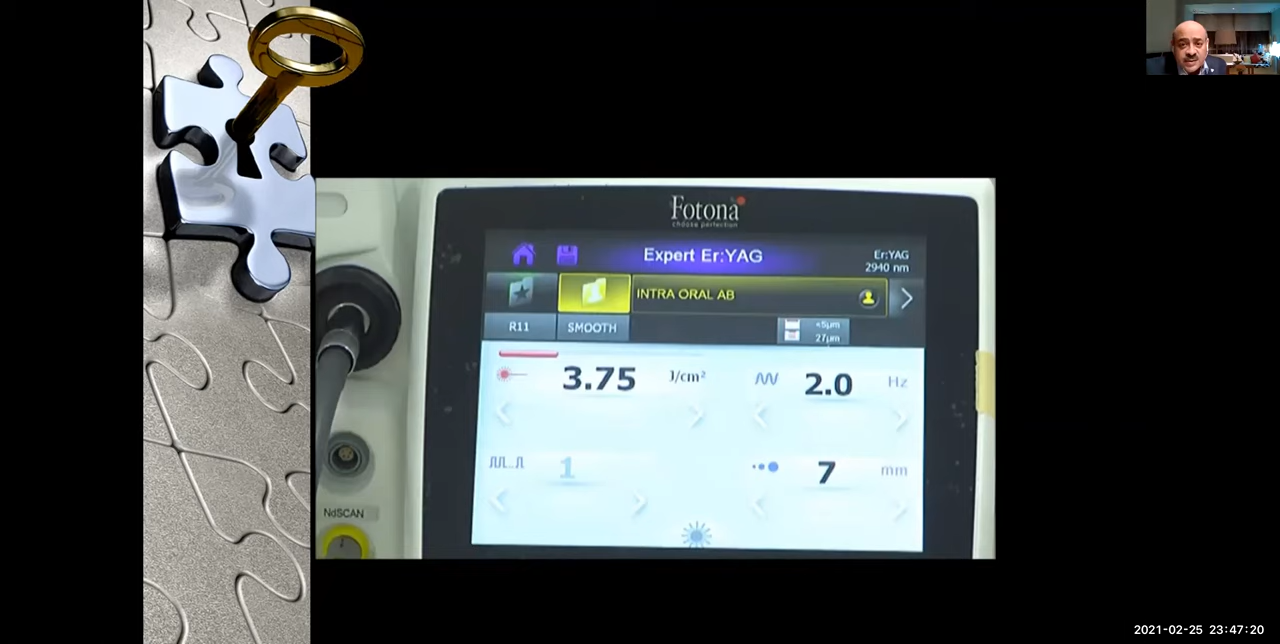 Fotona
choose perfection
Expert Er:YAG
Er:YAG
2940 nm
INTRA ORAL AB
R11
SMOOTH
<5μm
27μm
3.75 J/cm²
2.0 Hz
1
7 mm
NdSCAN
2021-02-25 23:47:20